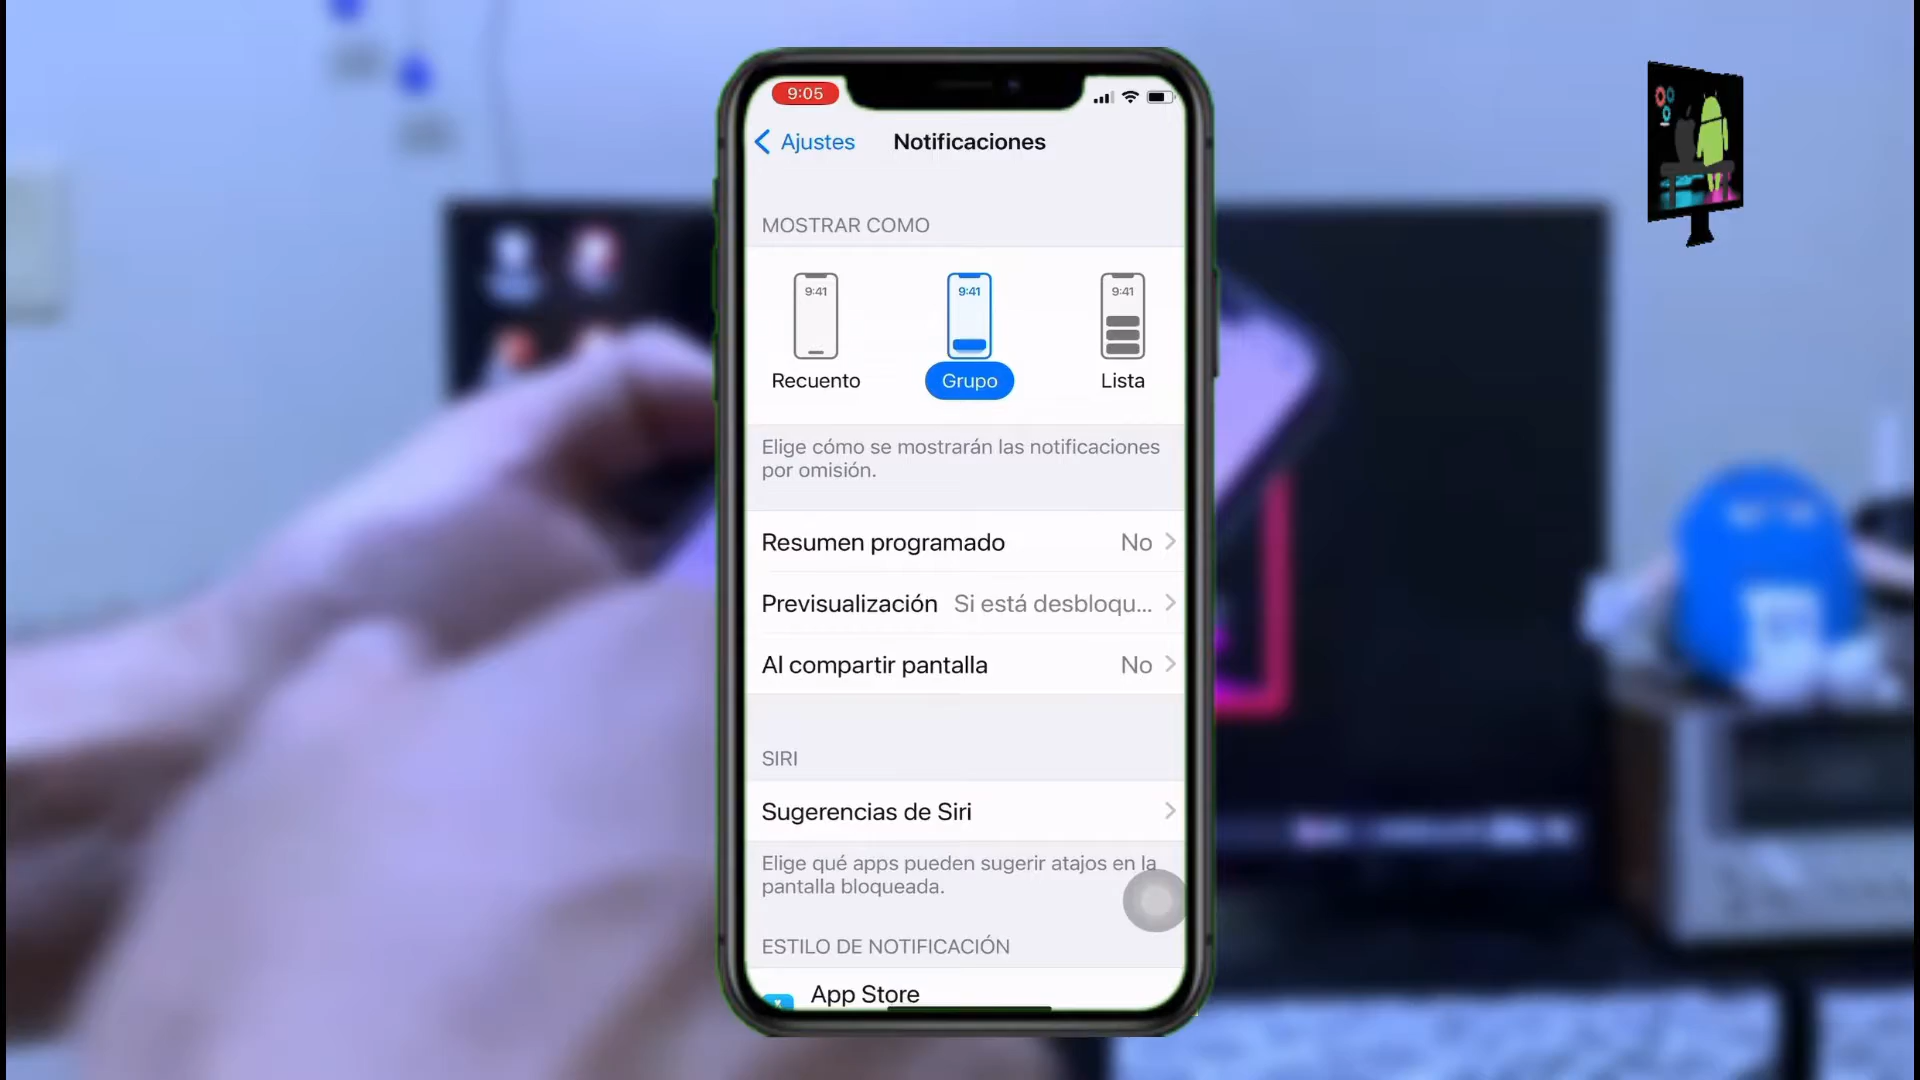 9:05
Ajustes
Notificaciones
MOSTRAR COMO
9:41
9:41
9:41
Recuento
Grupo
Lista
Elige cómo se mostrarán las notificaciones
por omisión.
Resumen programado No
Previsualización Si está desbloqu...
Al compartir pantalla No
SIRI
Sugerencias de Siri
Elige qué apps pueden sugerir atajos en la
pantalla bloqueada.
ESTILO DE NOTIFICACIÓN
App Store